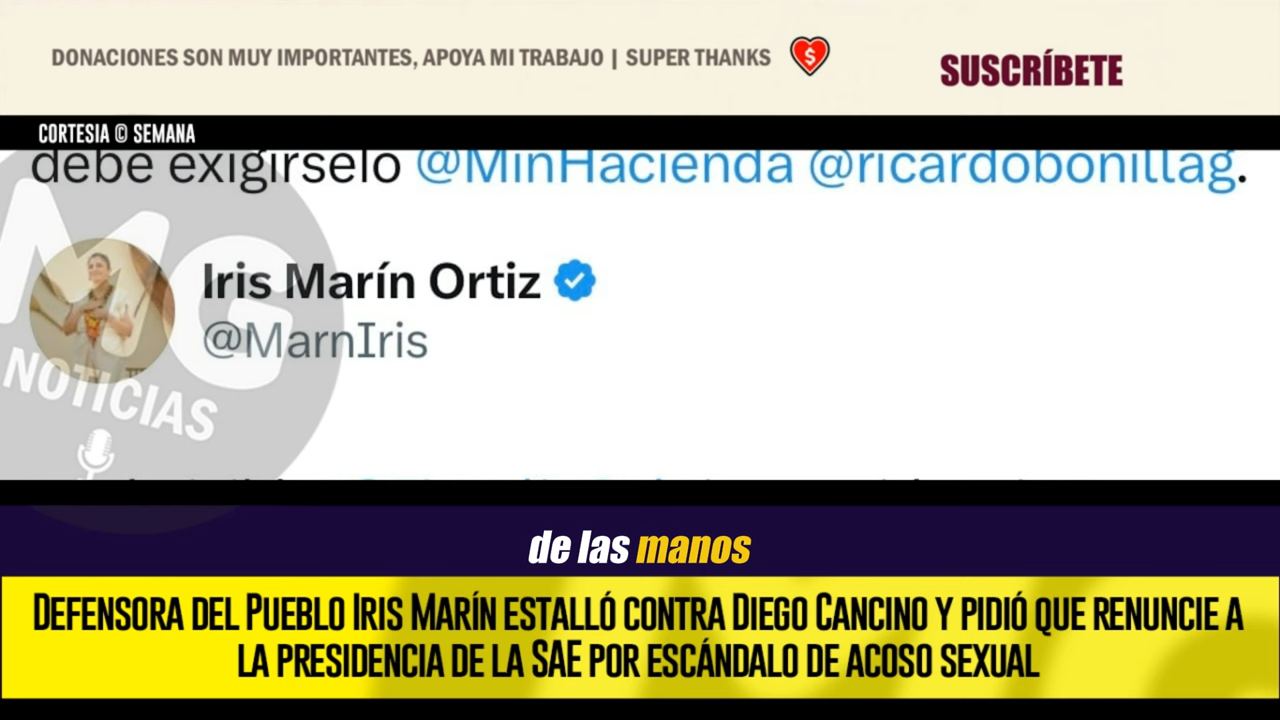 DONACIONES SON MUY IMPORTANTES, APOYA MI TRABAJO | SUPER THANKS
SUSCRÍBETE
CORTESIA © SEMANA
debe exigírselo @MinHacienda @ricardobonillag.
Iris Marín Ortiz
@MarnIris
MG
NOTICIAS
de las manos
DEFENSORA DEL PUEBLO IRIS MARÍN ESTALLÓ CONTRA DIEGO CANCINO Y PIDIÓ QUE RENUNCIE A
LA PRESIDENCIA DE LA SAE POR ESCÁNDALO DE ACOSO SEXUAL